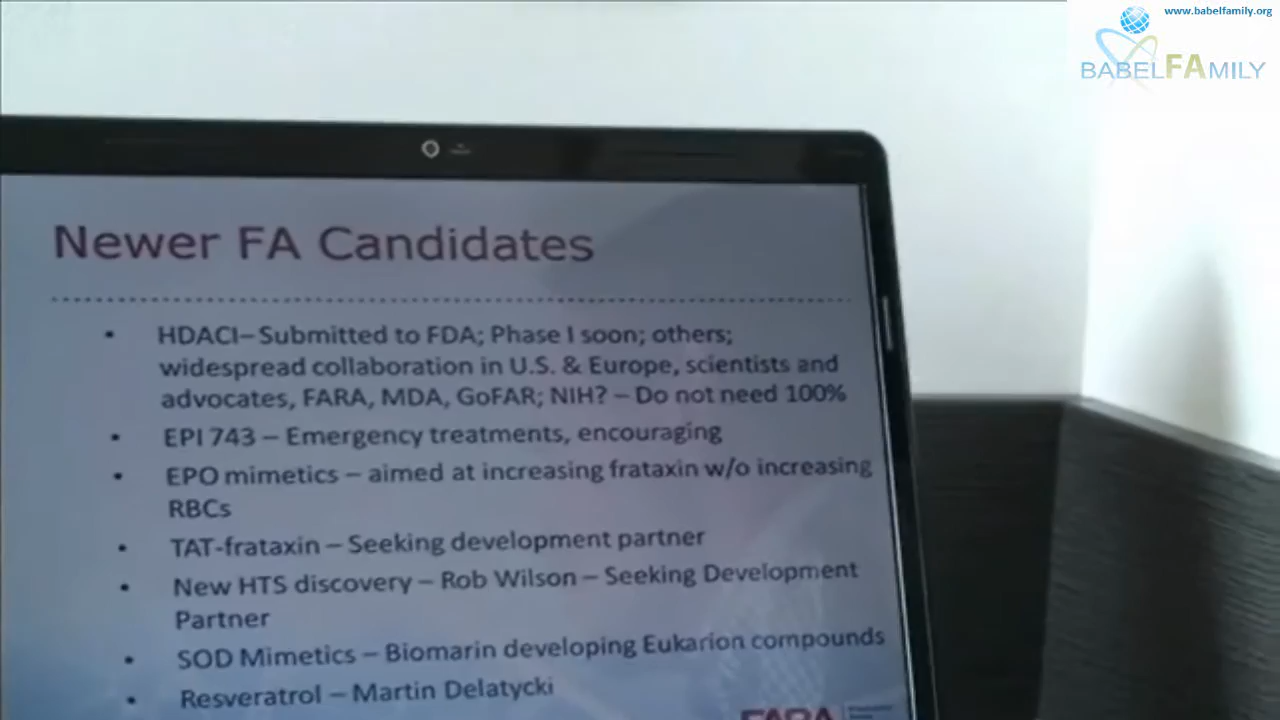 www.babelfamily.org
BABELFAMILY
Newer FA Candidates
• HDACI– Submitted to FDA; Phase I soon; others;
widespread collaboration in U.S. & Europe, scientists and
advocates, FARA, MDA, GoFAR; NIH? – Do not need 100%
• EPI 743 – Emergency treatments, encouraging
• EPO mimetics – aimed at increasing frataxin w/o increasing
RBCs
• TAT-frataxin – Seeking development partner
• New HTS discovery – Rob Wilson – Seeking Development
Partner
• SOD Mimetics – Biomarin developing Eukarion compounds
• Resveratrol – Martin Delatycki
FARA